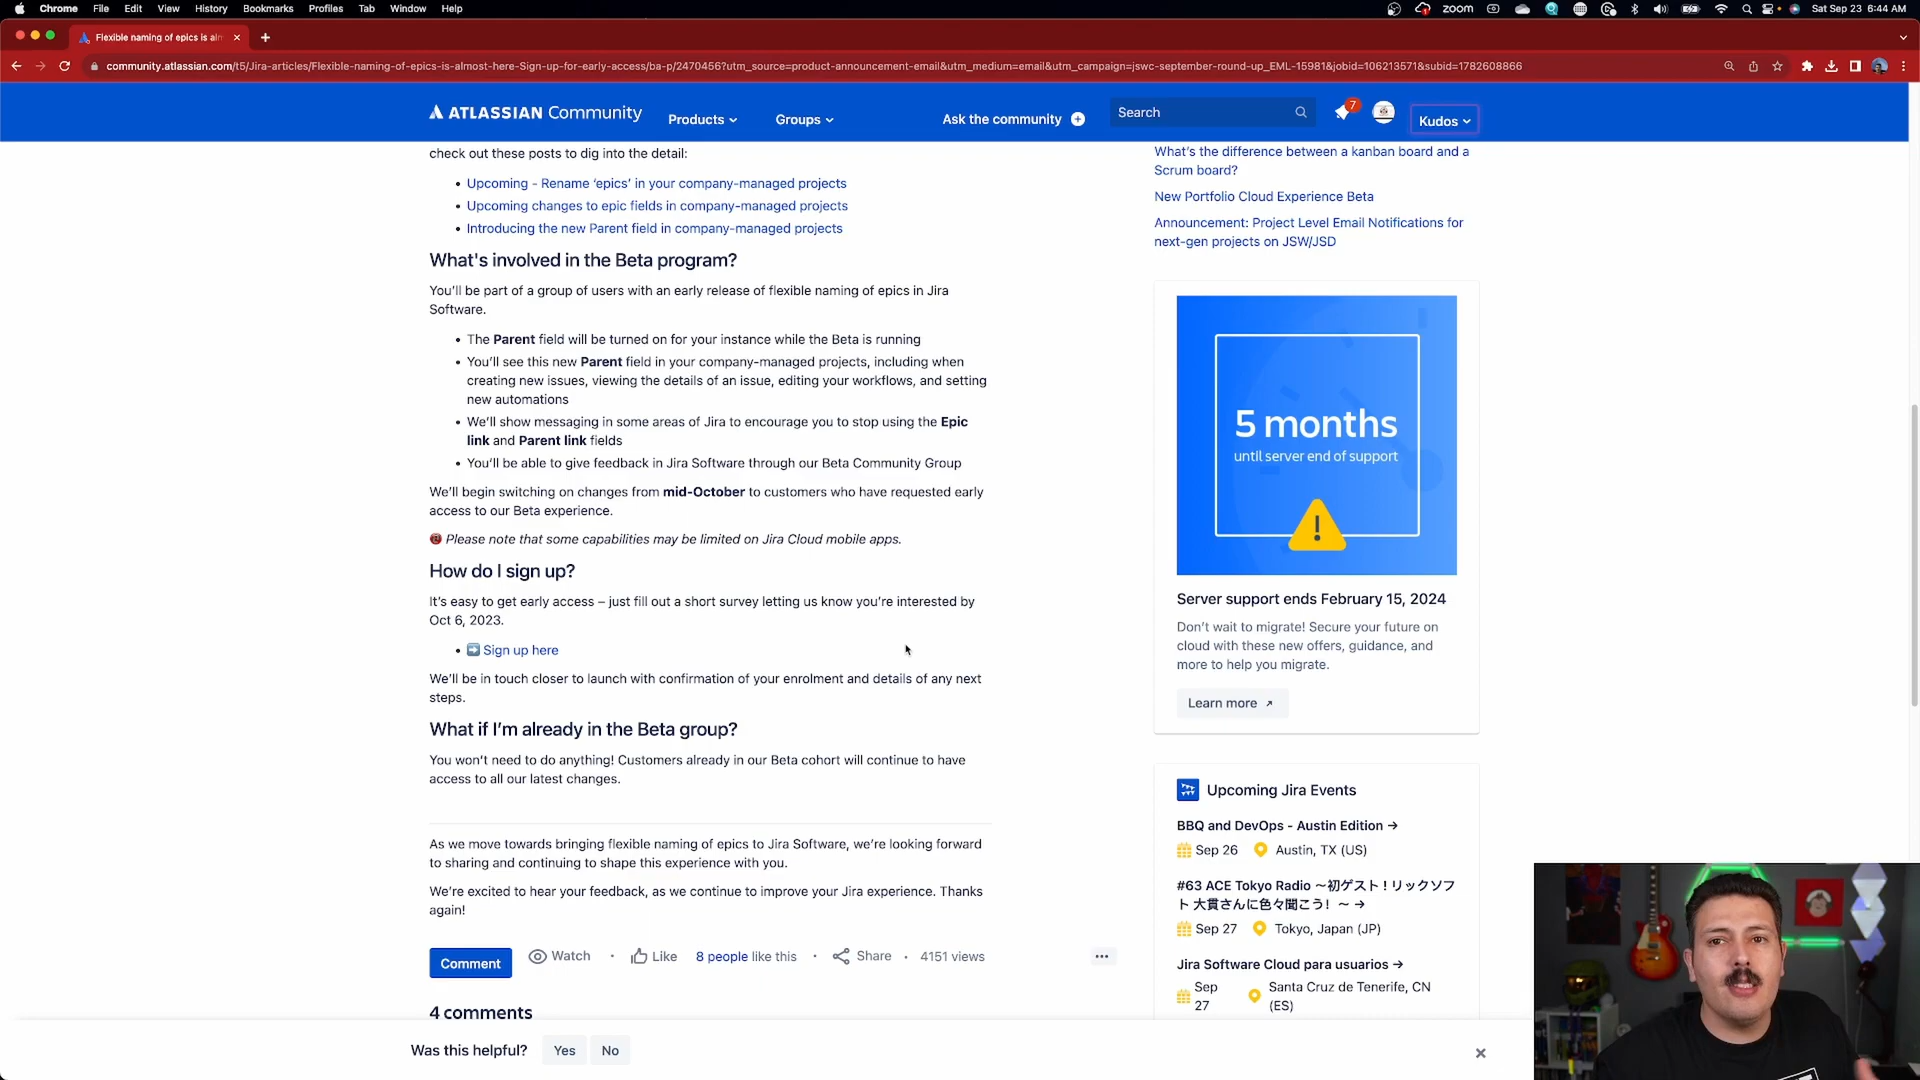 Chrome File Edit View History Bookmarks Profiles Tab Window Help zoom Sat Sep 23 6:44 AM
Flexible naming of epics is alm
community.atlassian.com/t5/Jira-articles/Flexible-naming-of-epics-is-almost-here-Sign-up-for-early-access/ba-p/2470456?utm_source=product-announcement-email&utm_medium=email&utm_campaign=jswc-september-round-up_EML-15981&jobid=106213571&subid=1782608866
ATLASSIAN Community Products Groups Ask the community Search 7 Kudos
check out these posts to dig into the detail:
• Upcoming - Rename ‘epics’ in your company-managed projects
• Upcoming changes to epic fields in company-managed projects
• Introducing the new Parent field in company-managed projects
What's involved in the Beta program?
You’ll be part of a group of users with an early release of flexible naming of epics in Jira
Software.
• The Parent field will be turned on for your instance while the Beta is running
• You’ll see this new Parent field in your company-managed projects, including when
creating new issues, viewing the details of an issue, editing your workflows, and setting
new automations
• We’ll show messaging in some areas of Jira to encourage you to stop using the Epic
link and Parent link fields
• You’ll be able to give feedback in Jira Software through our Beta Community Group
We’ll begin switching on changes from mid-October to customers who have requested early
access to our Beta experience.
Please note that some capabilities may be limited on Jira Cloud mobile apps.
How do I sign up?
It’s easy to get early access – just fill out a short survey letting us know you’re interested by
Oct 6, 2023.
• Sign up here
We’ll be in touch closer to launch with confirmation of your enrolment and details of any next
steps.
What if I’m already in the Beta group?
You won’t need to do anything! Customers already in our Beta cohort will continue to have
access to all our latest changes.
As we move towards bringing flexible naming of epics to Jira Software, we’re looking forward
to sharing and continuing to shape this experience with you.
We’re excited to hear your feedback, as we continue to improve your Jira experience. Thanks
again!
Comment Watch • Like 8 people like this • Share • 4151 views
4 comments
Was this helpful? Yes No
What's the difference between a kanban board and a
Scrum board?
New Portfolio Cloud Experience Beta
Announcement: Project Level Email Notifications for
next-gen projects on JSW/JSD
5 months
until server end of support
Server support ends February 15, 2024
Don’t wait to migrate! Secure your future on
cloud with these new offers, guidance, and
more to help you migrate.
Learn more
Upcoming Jira Events
BBQ and DevOps - Austin Edition →
Sep 26 Austin, TX (US)
#63 ACE Tokyo Radio 〜初ゲスト！リックソフ
ト 大貫さんに色々聞こう！〜 →
Sep 27 Tokyo, Japan (JP)
Jira Software Cloud para usuarios →
Sep 27 Santa Cruz de Tenerife, CN
(ES)